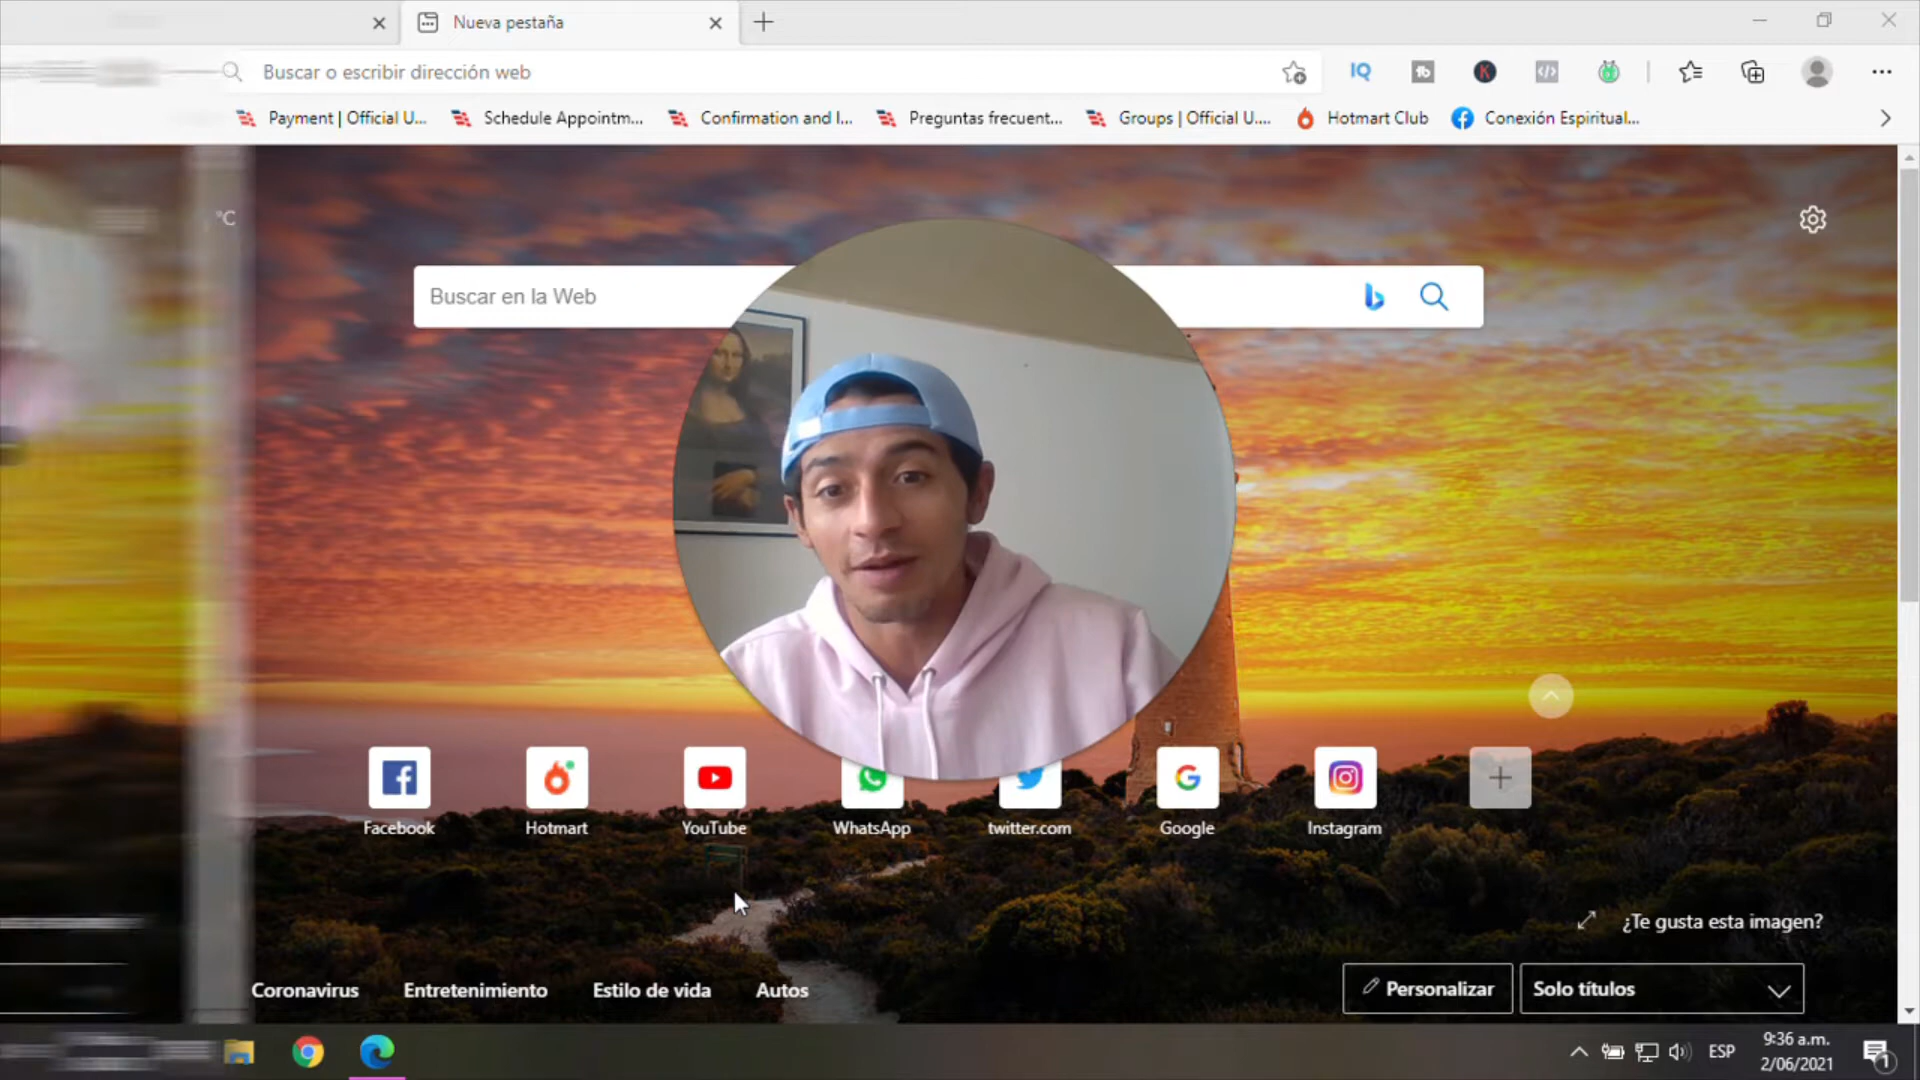 Nueva pestaña
Buscar o escribir dirección web
IQ
tb
K
</>
Payment | Official U...
Schedule Appointm...
Confirmation and I...
Preguntas frecuent...
Groups | Official U....
Hotmart Club
Conexión Espiritual...
°C
Buscar en la Web
Facebook
Hotmart
YouTube
WhatsApp
twitter.com
Google
Instagram
¿Te gusta esta imagen?
Coronavirus
Entretenimiento
Estilo de vida
Autos
Personalizar
Solo títulos
ESP
9:36 a.m.
2/06/2021
1